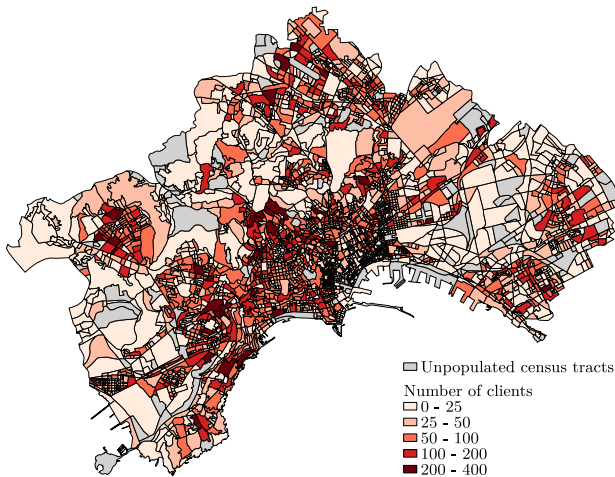 Unpopulated census tracts
Number of clients
0 - 25
25 - 50
50 - 100
100 - 200
200 - 400